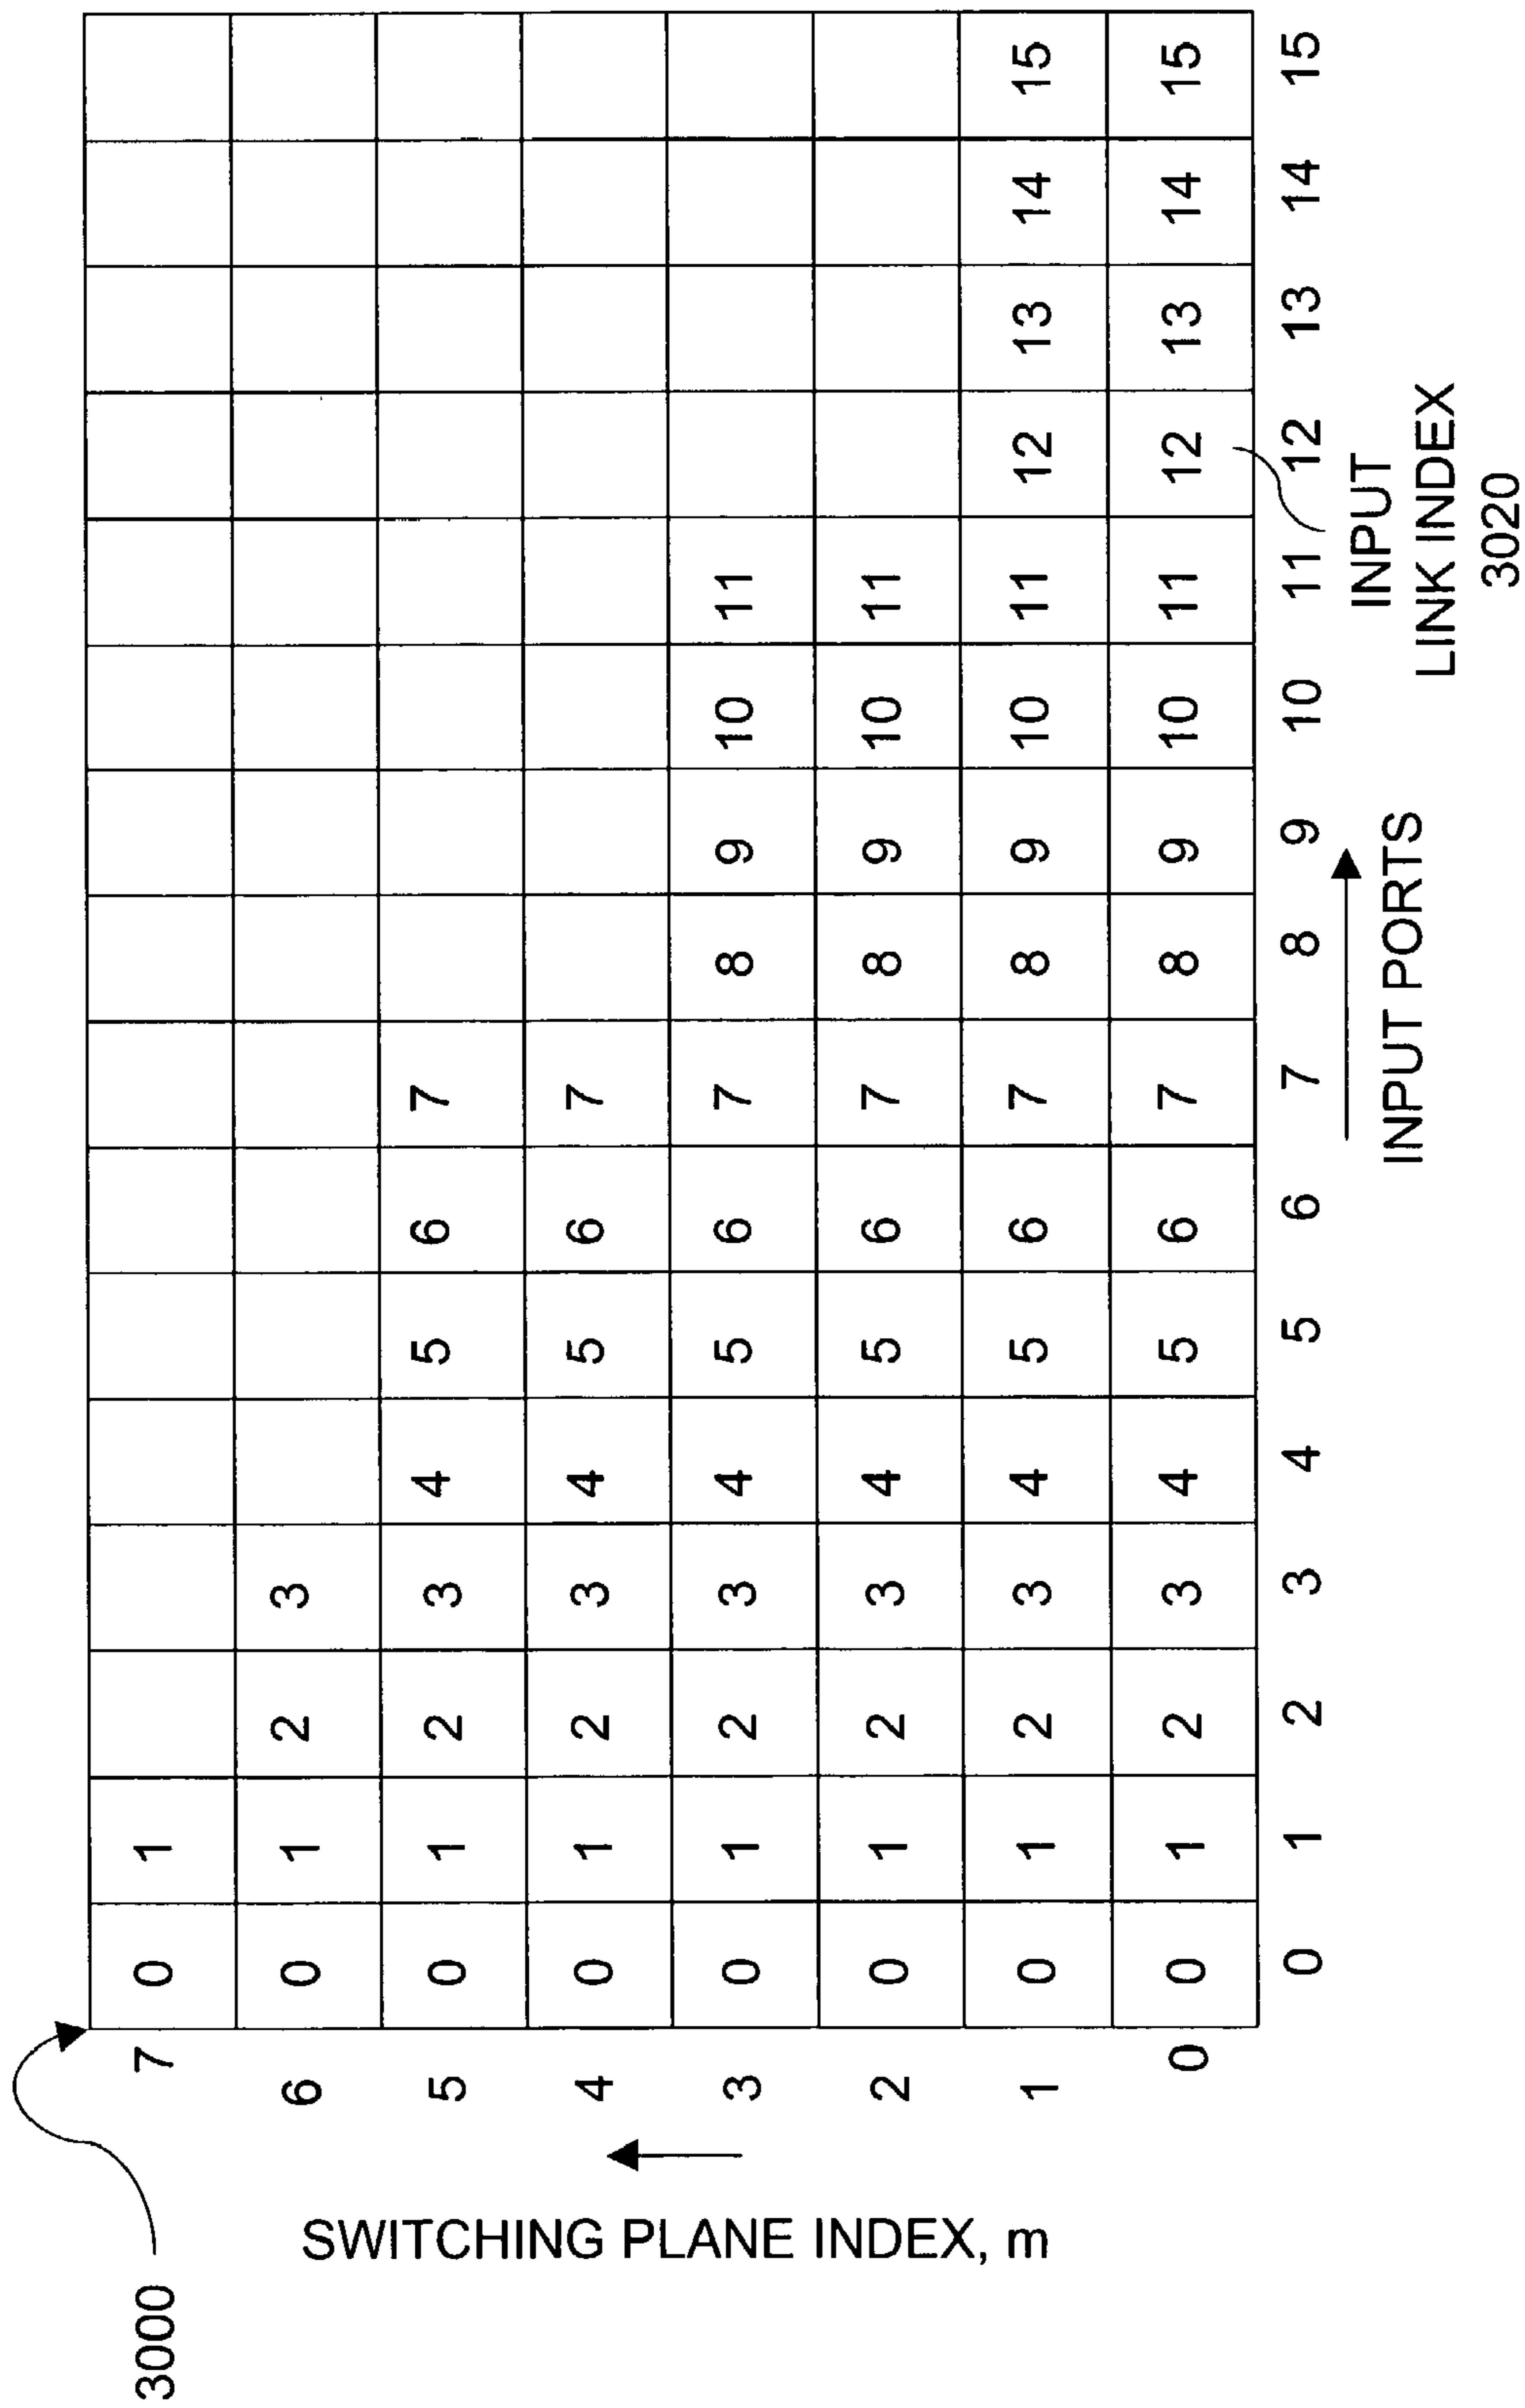 3000
7 0 1
6 0 1 2 3
5 0 1 2 3 4 5 6 7
4 0 1 2 3 4 5 6 7
3 0 1 2 3 4 5 6 7 8 9 10 11
2 0 1 2 3 4 5 6 7 8 9 10 11
1 0 1 2 3 4 5 6 7 8 9 10 11 12 13 14 15
0 0 1 2 3 4 5 6 7 8 9 10 11 12 13 14 15
0 1 2 3 4 5 6 7 8 9 10 11 12 13 14 15
SWITCHING PLANE INDEX, m
INPUT PORTS
INPUT
LINK INDEX
3020